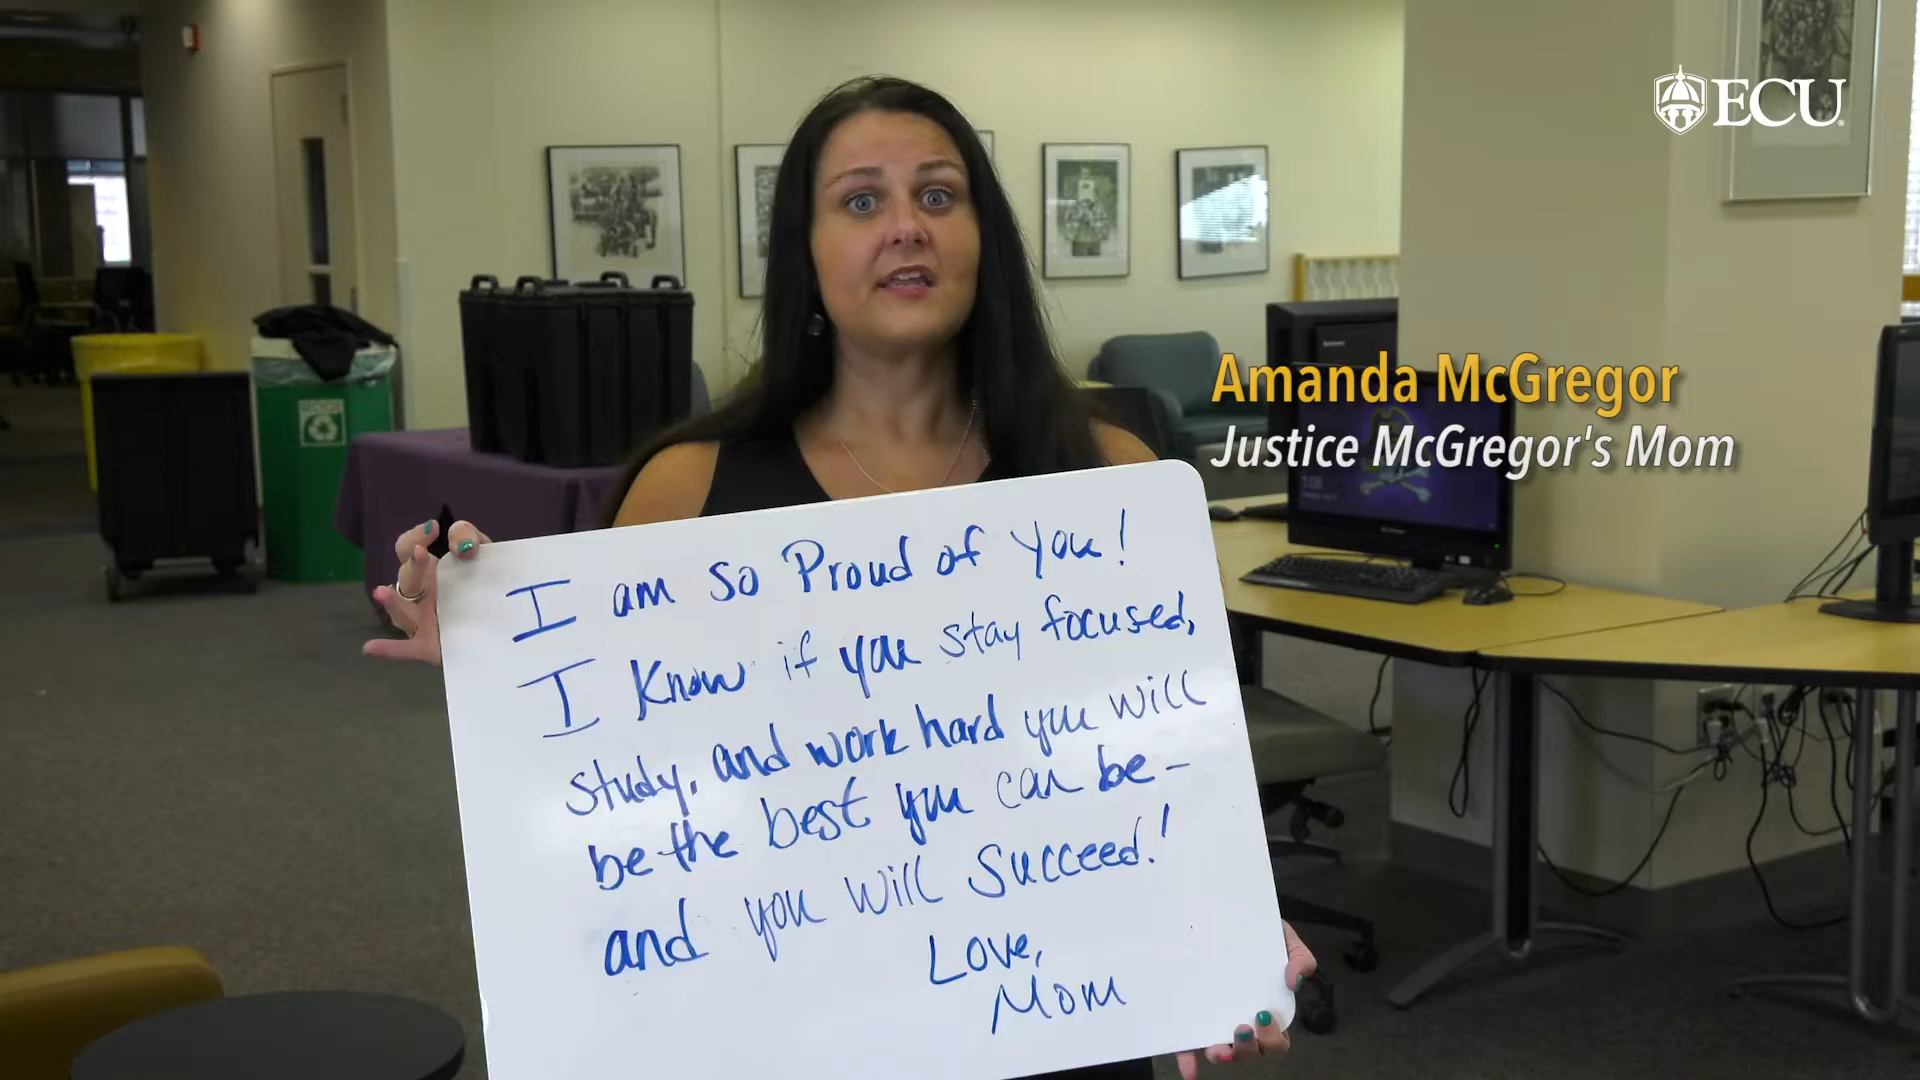 ECU
Amanda McGregor
Justice McGregor's Mom
I am so Proud of You!
I Know if you stay focused,
study, and work hard you will
be the best you can be -
and you will Succeed!
Love,
Mom